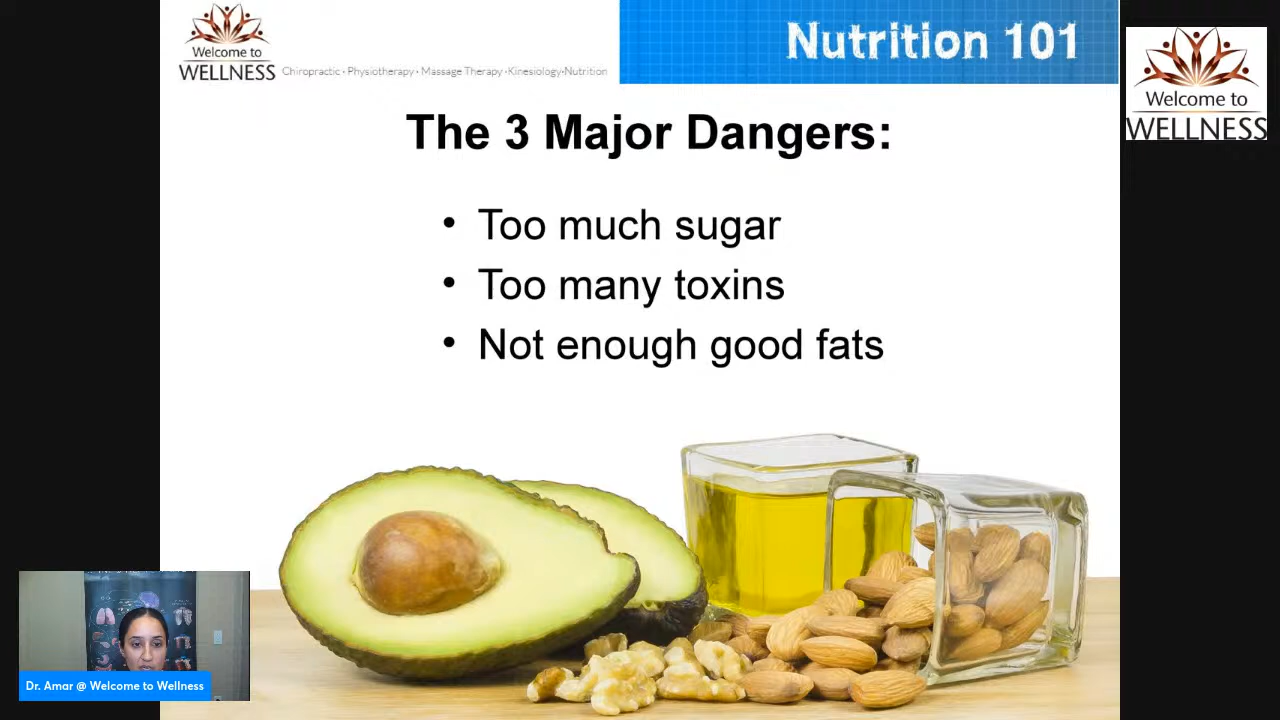 Welcome to
WELLNESS
Chiropractic • Physiotherapy • Massage Therapy •Kinesiology•Nutrition
Nutrition 101
Welcome to
WELLNESS
The 3 Major Dangers:
• Too much sugar
• Too many toxins
• Not enough good fats
Dr. Amar @ Welcome to Wellness